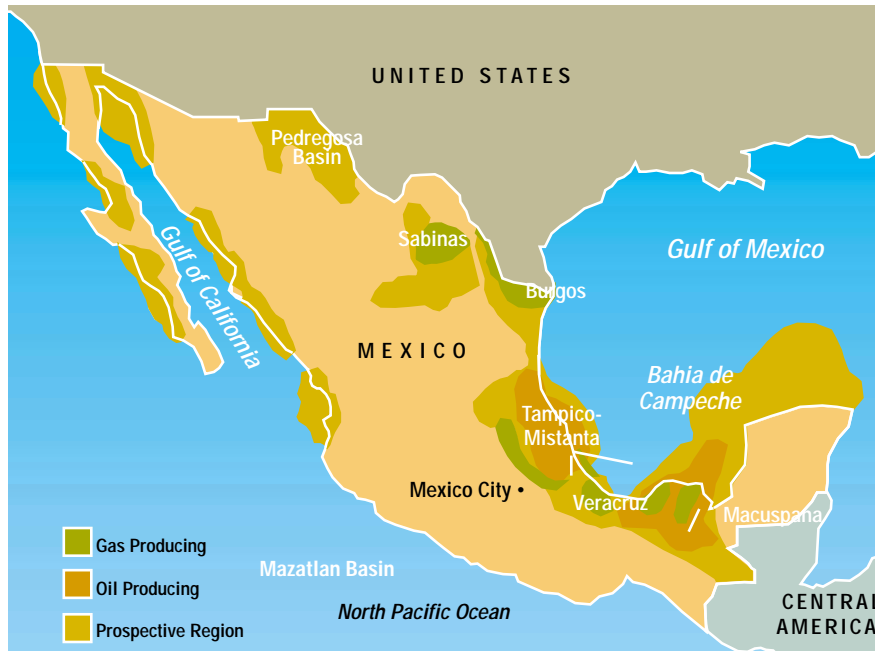 UNITED STATES
Pedregosa
Basin
Sabinas
Gulf of Mexico
Gulf of California
Burgos
MEXICO
Bahia de
Campeche
Tampico-
Mistanta
Mexico City
Veracruz
Macuspana
Gas Producing
Mazatlan Basin
Oil Producing
North Pacific Ocean
Prospective Region
CENTRAL
AMERICA